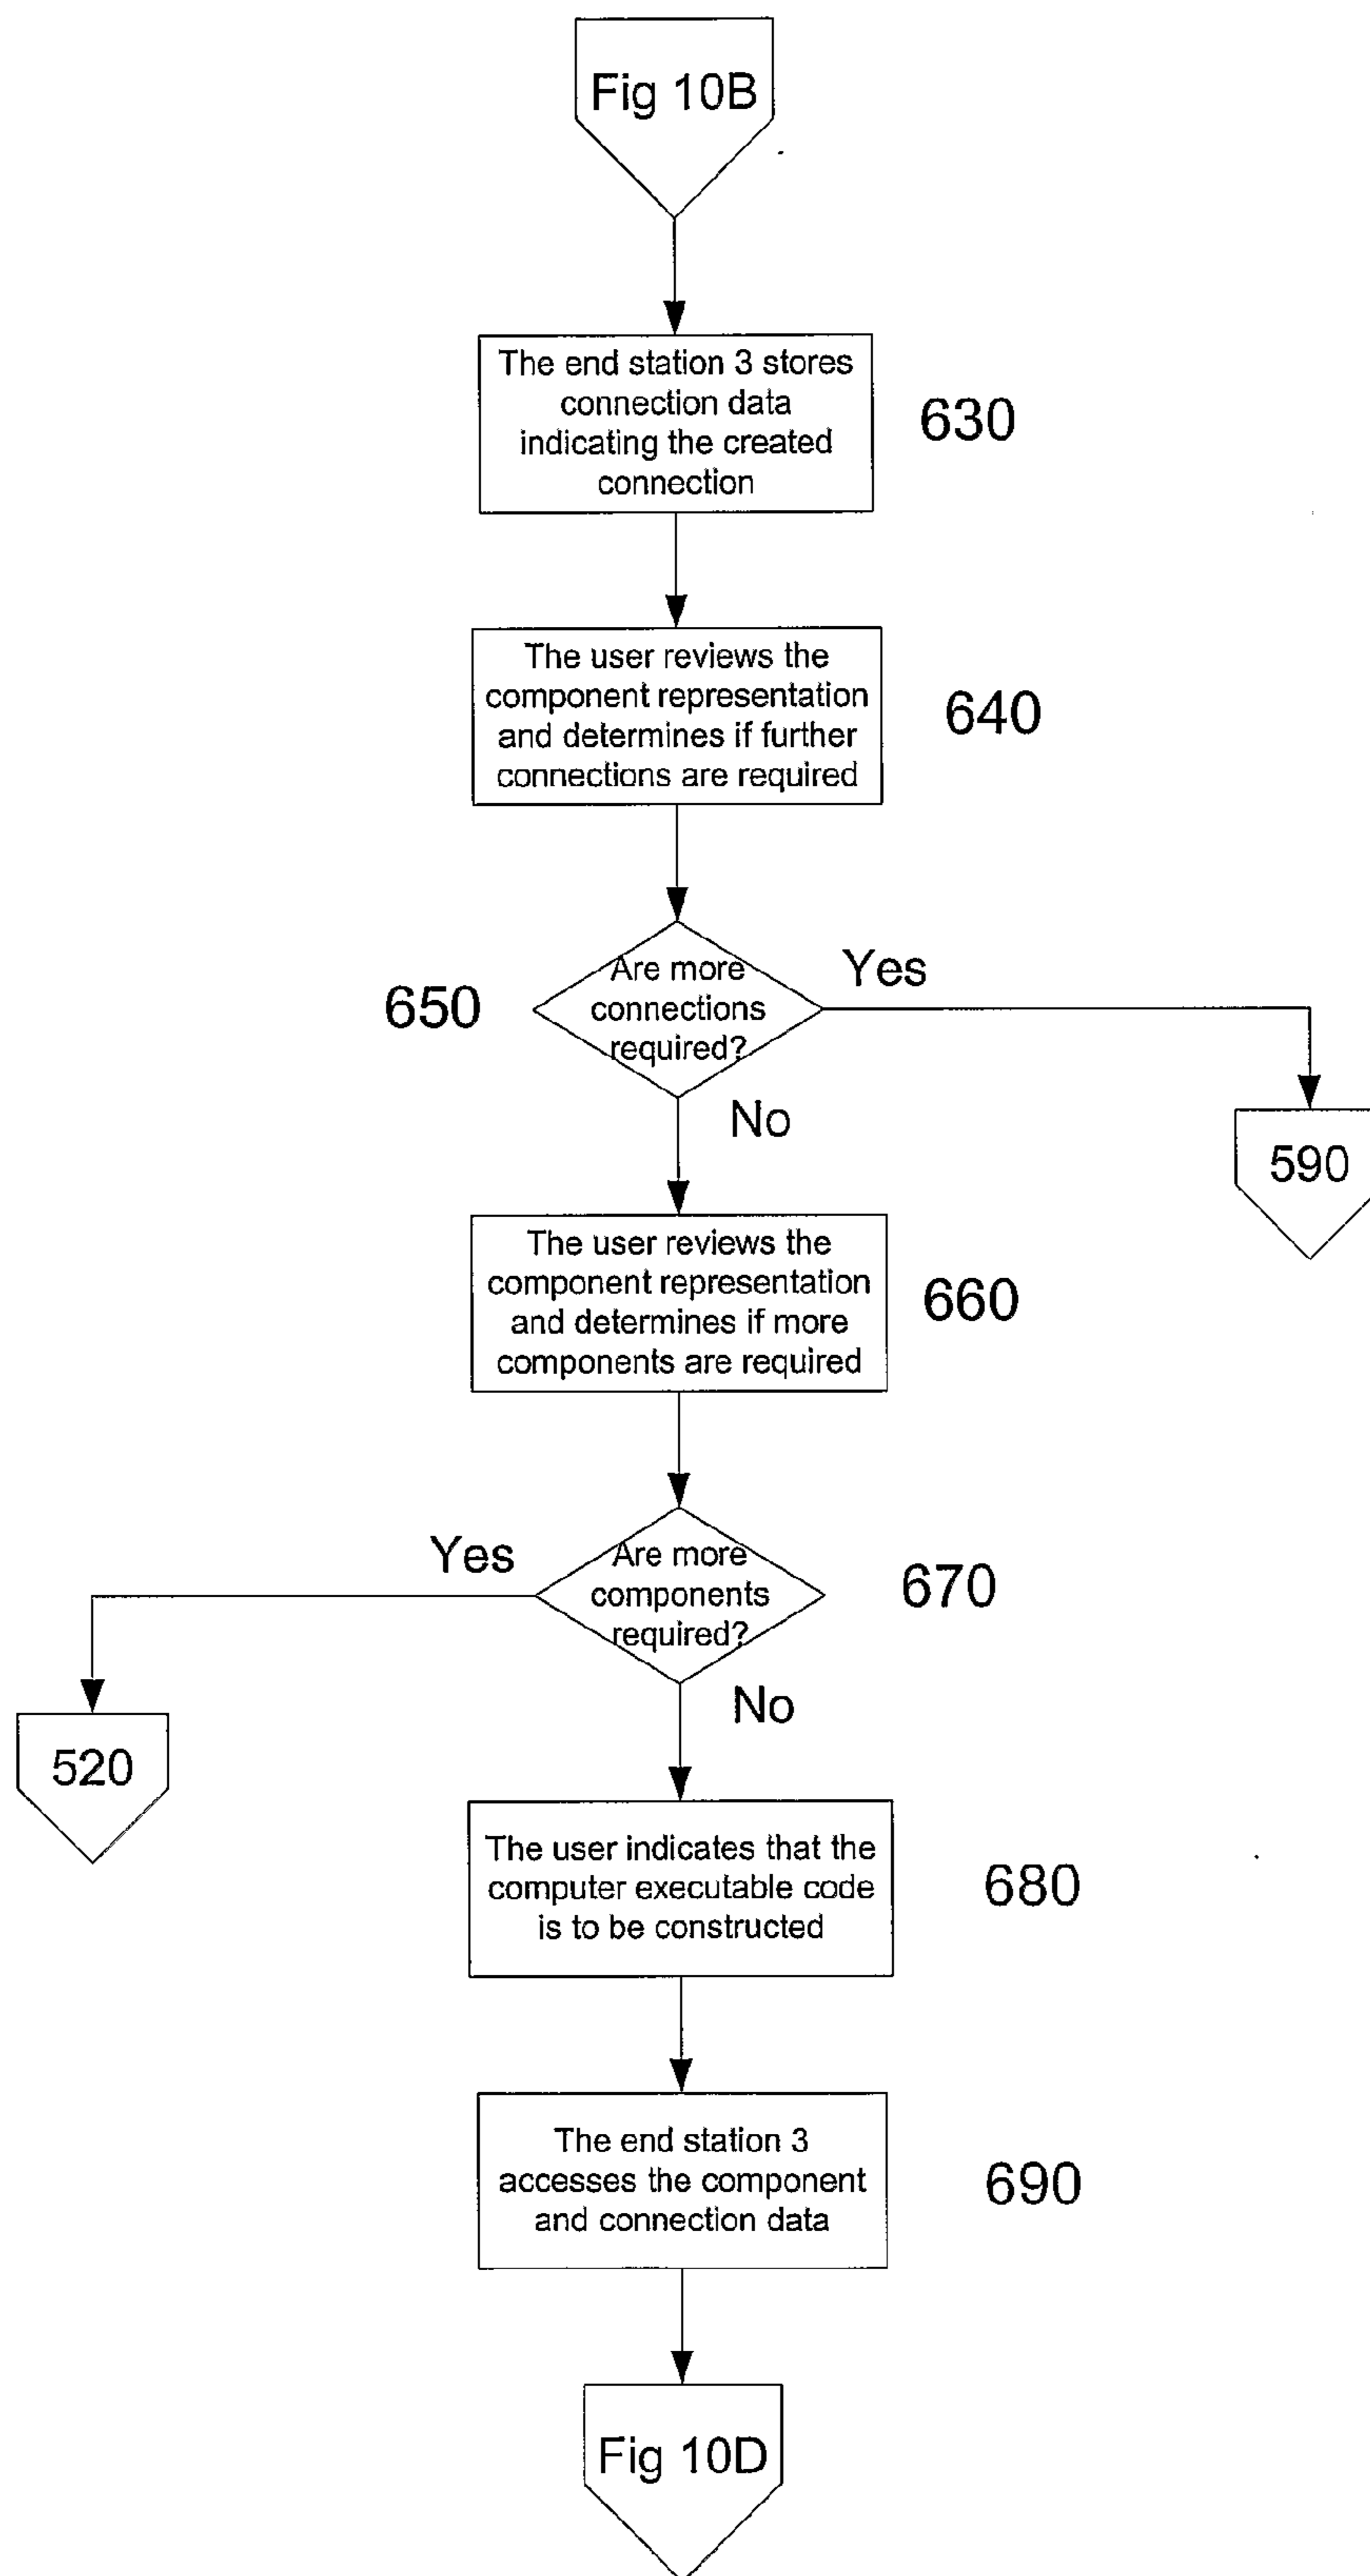 Fig 10B
The end station 3 stores
connection data
indicating the created
connection
630
The user reviews the
component representation
and determines if further
connections are required
640
650
Are more
connections
required?
Yes
No
590
The user reviews the
component representation
and determines if more
components are required
660
Yes
Are more
components
required?
670
No
520
The user indicates that the
computer executable code
is to be constructed
680
The end station 3
accesses the component
and connection data
690
Fig 10D